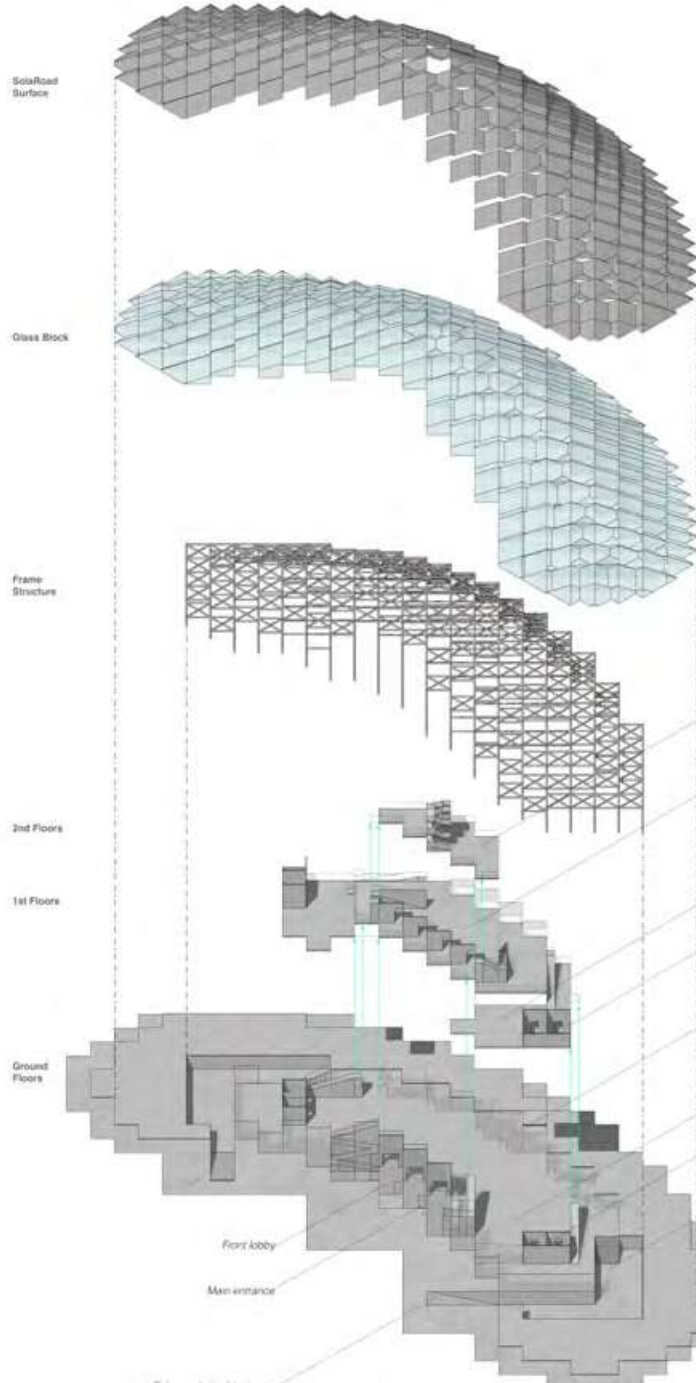 SolaRoad
Surface
Glass Block
Frame
Structure
2nd Floors
1st Floors
Ground
Floors
Front lobby
Main entrance